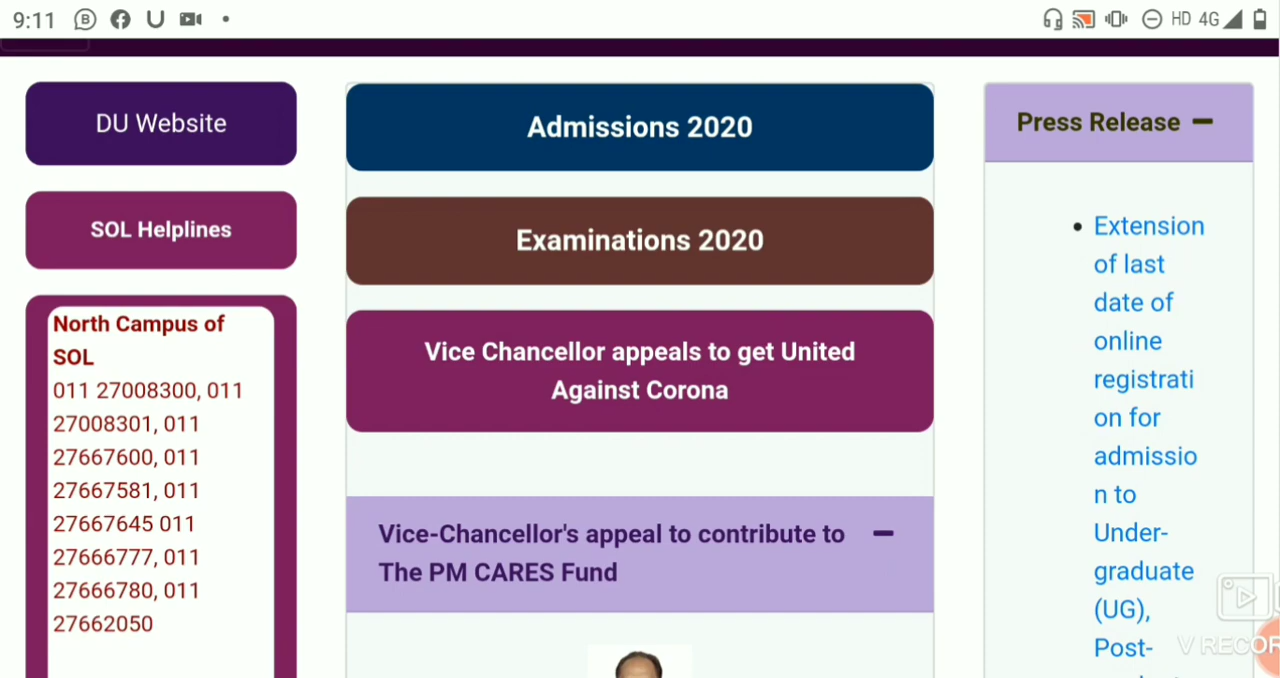 9:11
HD 4G
DU Website
SOL Helplines
North Campus of
SOL
011 27008300, 011
27008301, 011
27667600, 011
27667581, 011
27667645 011
27666777, 011
27666780, 011
27662050
Admissions 2020
Examinations 2020
Vice Chancellor appeals to get United
Against Corona
Vice-Chancellor's appeal to contribute to
The PM CARES Fund
Press Release
Extension
of last
date of
online
registrati
on for
admissio
n to
Under-
graduate
(UG),
Post-
V RECOR